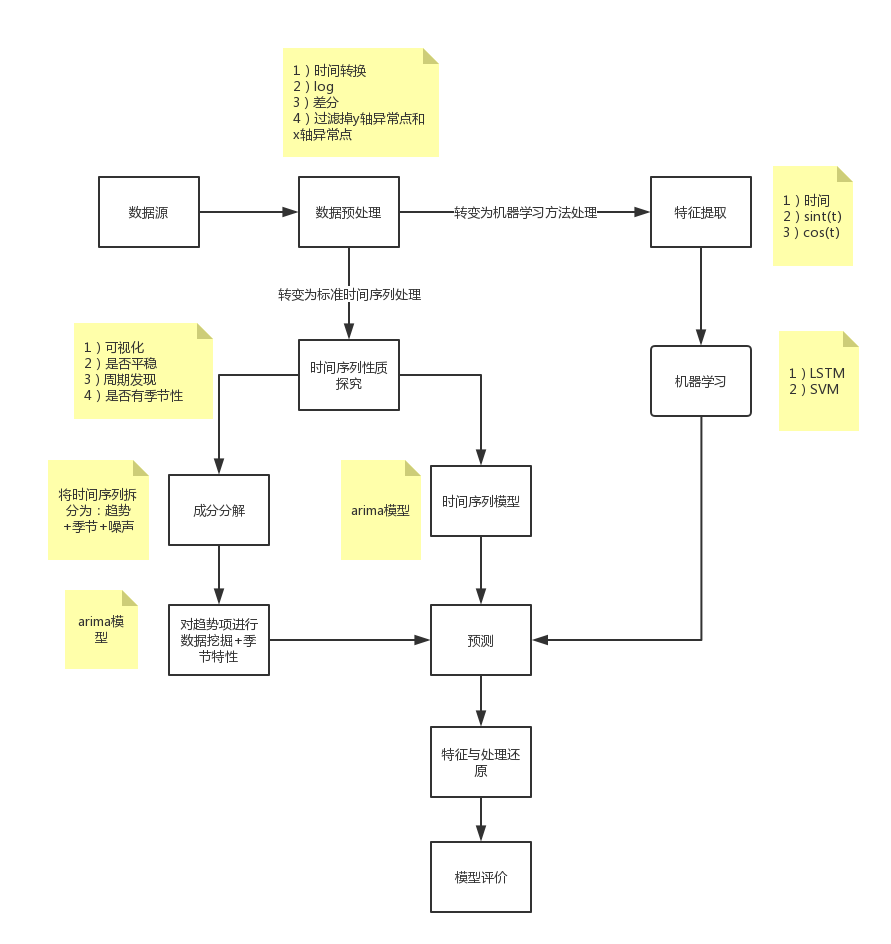 1）时间转换
2）log
3）差分
4）过滤掉y轴异常点和
x轴异常点
数据源
数据预处理
转变为机器学习方法处理
特征提取
1）时间
2）sint(t)
3）cos(t)
转变为标准时间序列处理
1）可视化
2）是否平稳
3）周期发现
4）是否有季节性
时间序列性质
探究
机器学习
1）LSTM
2）SVM
将时间序列拆
分为：趋势
+季节+噪声
成分分解
arima模型
时间序列模型
arima模
型
对趋势项进行
数据挖掘+季
节特性
预测
特征与处理还
原
模型评价